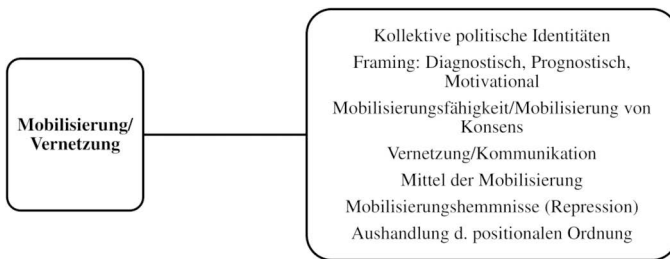 Mobilisierung/
Vernetzung
Kollektive politische Identitäten
Framing: Diagnostisch, Prognostisch,
Motivational
Mobilisierungsfähigkeit/Mobilisierung von
Konsens
Vernetzung/Kommunikation
Mittel der Mobilisierung
Mobilisierungshemmnisse (Repression)
Aushandlung d. positionalen Ordnung